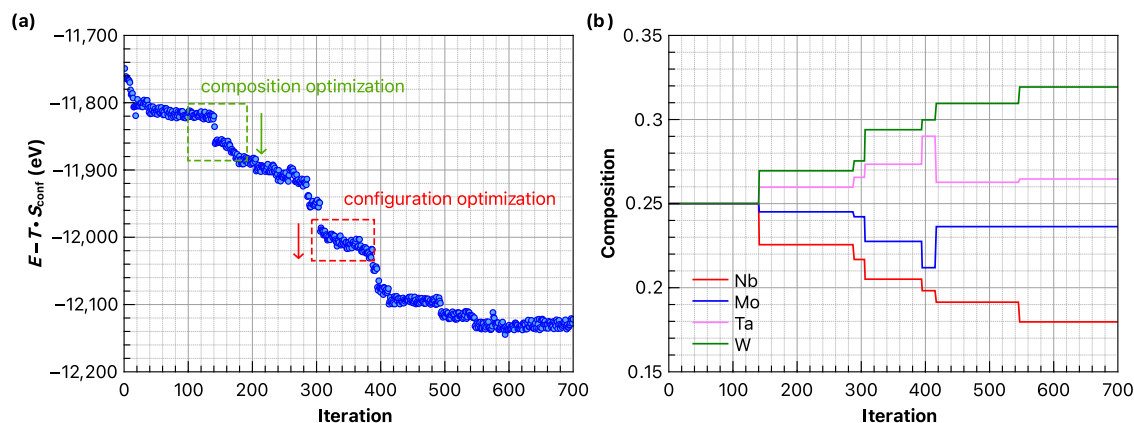 (a)
−11,700
−11,800
−11,900
−12,000
−12,100
−12,200
E−T• Sconf (eV)
composition optimization
configuration optimization
0 100 200 300 400 500 600 700
Iteration
(b)
0.35
0.30
0.25
0.20
0.15
Composition
Nb
Mo
Ta
W
0 100 200 300 400 500 600 700
Iteration